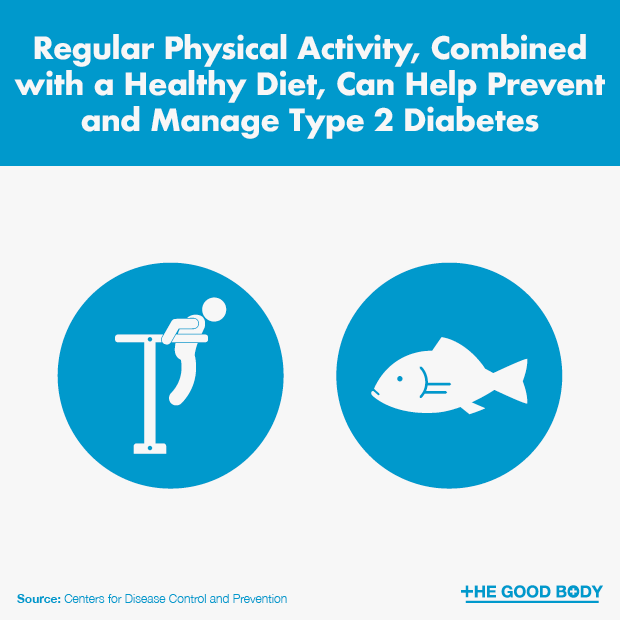 Regular Physical Activity, Combined
with a Healthy Diet, Can Help Prevent
and Manage Type 2 Diabetes
Source: Centers for Disease Control and Prevention
THE GOOD BODY